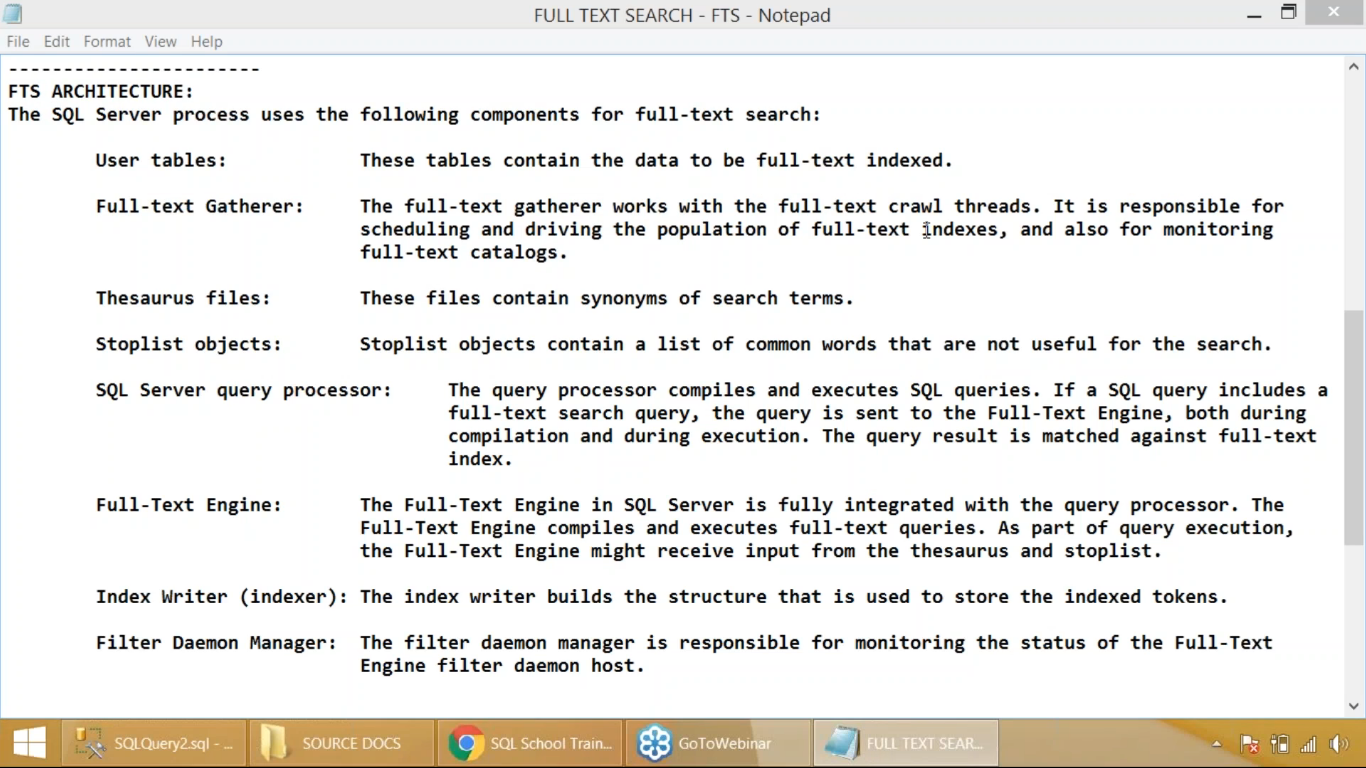 FULL TEXT SEARCH - FTS - Notepad
File Edit Format View Help
-----------------------
FTS ARCHITECTURE:
The SQL Server process uses the following components for full-text search:
User tables: These tables contain the data to be full-text indexed.
Full-text Gatherer: The full-text gatherer works with the full-text crawl threads. It is responsible for
scheduling and driving the population of full-text indexes, and also for monitoring
full-text catalogs.
Thesaurus files: These files contain synonyms of search terms.
Stoplist objects: Stoplist objects contain a list of common words that are not useful for the search.
SQL Server query processor: The query processor compiles and executes SQL queries. If a SQL query includes a
full-text search query, the query is sent to the Full-Text Engine, both during
compilation and during execution. The query result is matched against full-text
index.
Full-Text Engine: The Full-Text Engine in SQL Server is fully integrated with the query processor. The
Full-Text Engine compiles and executes full-text queries. As part of query execution,
the Full-Text Engine might receive input from the thesaurus and stoplist.
Index Writer (indexer): The index writer builds the structure that is used to store the indexed tokens.
Filter Daemon Manager: The filter daemon manager is responsible for monitoring the status of the Full-Text
Engine filter daemon host.
SQLQuery2.sql - ... SOURCE DOCS SQL School Train... GoToWebinar FULL TEXT SEAR...